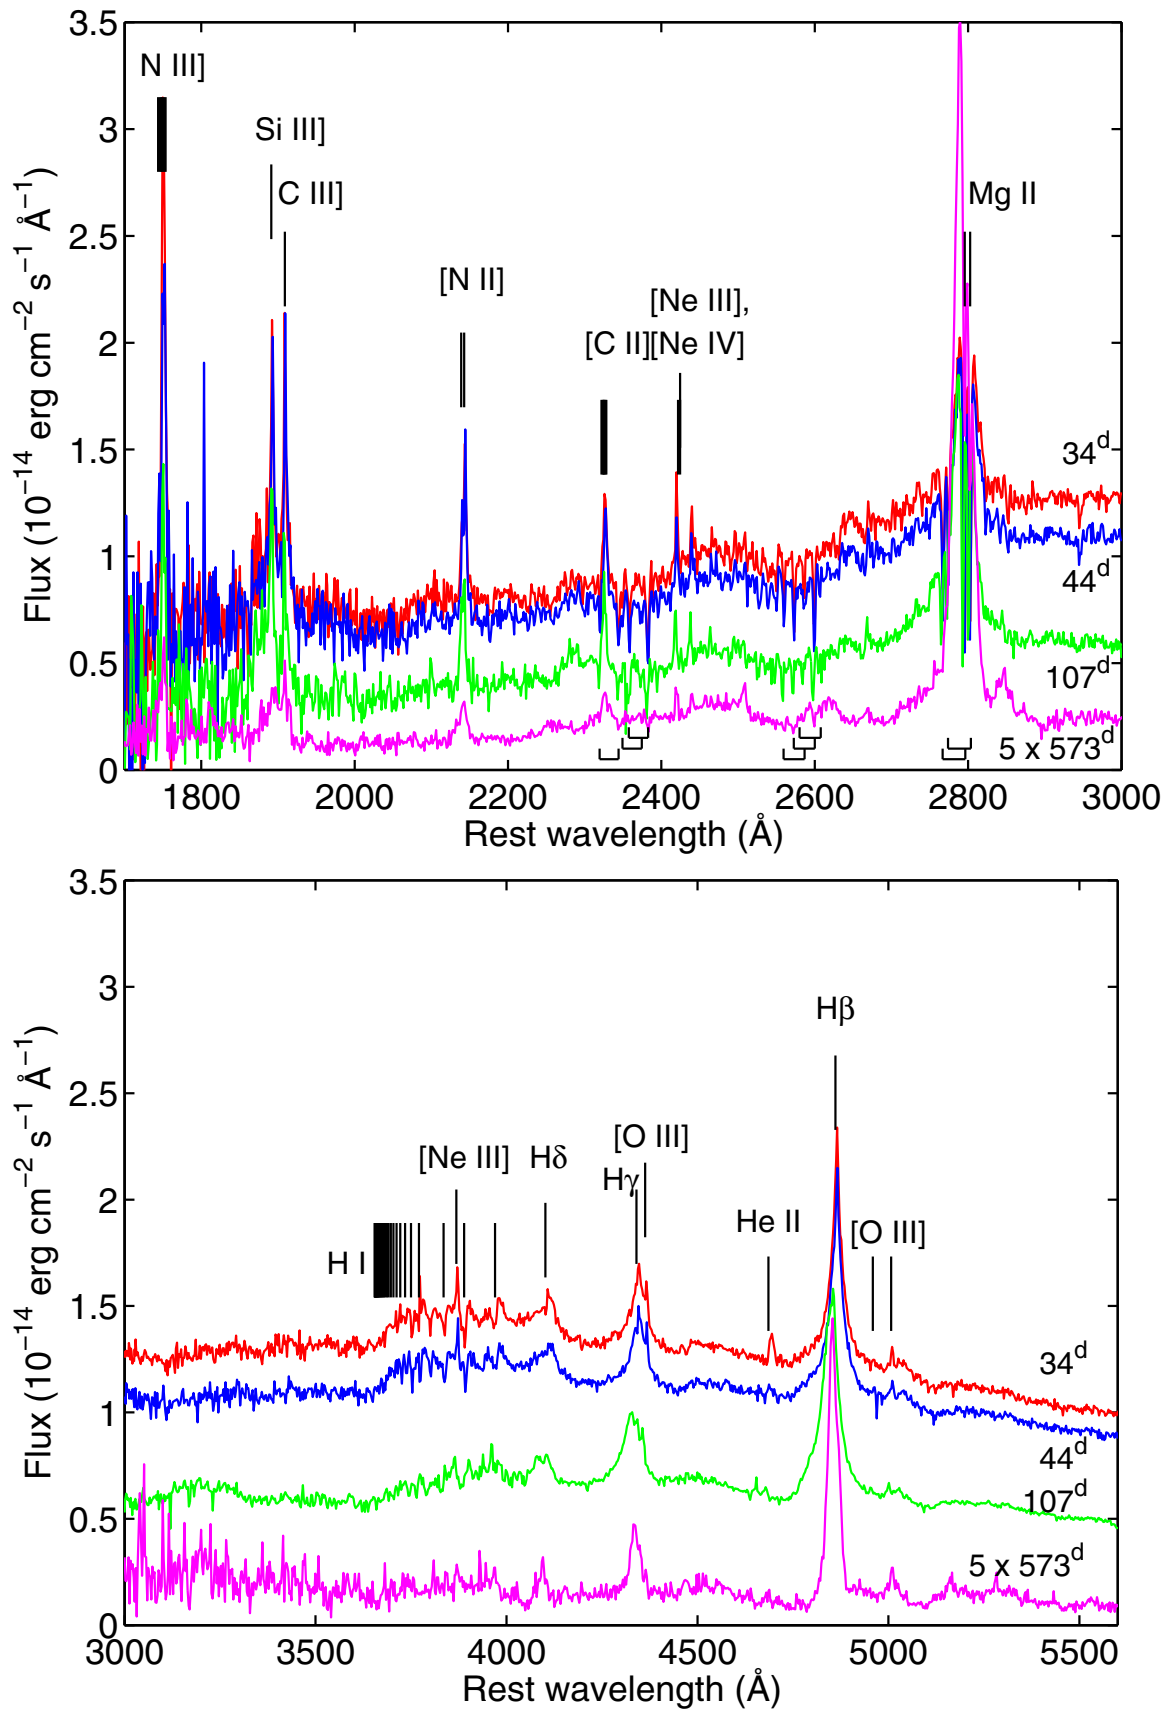 3.5
3
2.5
2
1.5
1
0.5
0
Flux (10⁻¹⁴ erg cm⁻² s⁻¹ Å⁻¹)
N III]
Si III]
C III]
[N II]
[Ne III],
[C II][Ne IV]
Mg II
34ᵈ
44ᵈ
107ᵈ
5 x 573ᵈ
1800 2000 2200 2400 2600 2800 3000
Rest wavelength (Å)
3.5
3
2.5
2
1.5
1
0.5
0
Flux (10⁻¹⁴ erg cm⁻² s⁻¹ Å⁻¹)
Hβ
[O III]
[Ne III] Hδ
Hγ
He II [O III]
H I
34ᵈ
44ᵈ
107ᵈ
5 x 573ᵈ
3000 3500 4000 4500 5000 5500
Rest wavelength (Å)